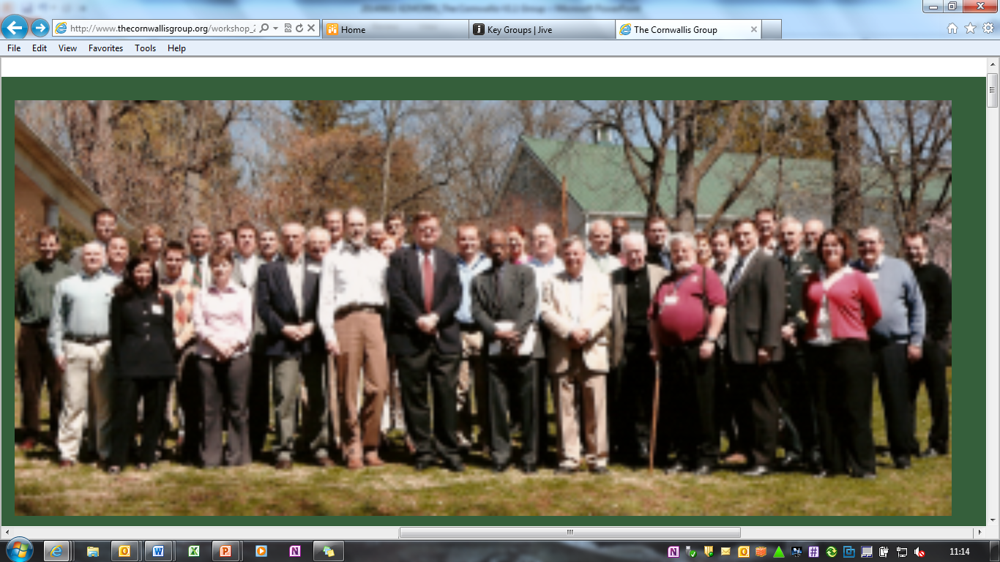 http://www.thecornwallisgroup.org/workshop_2
Home
Key Groups | Jive
The Cornwallis Group
File Edit View Favorites Tools Help
11:14